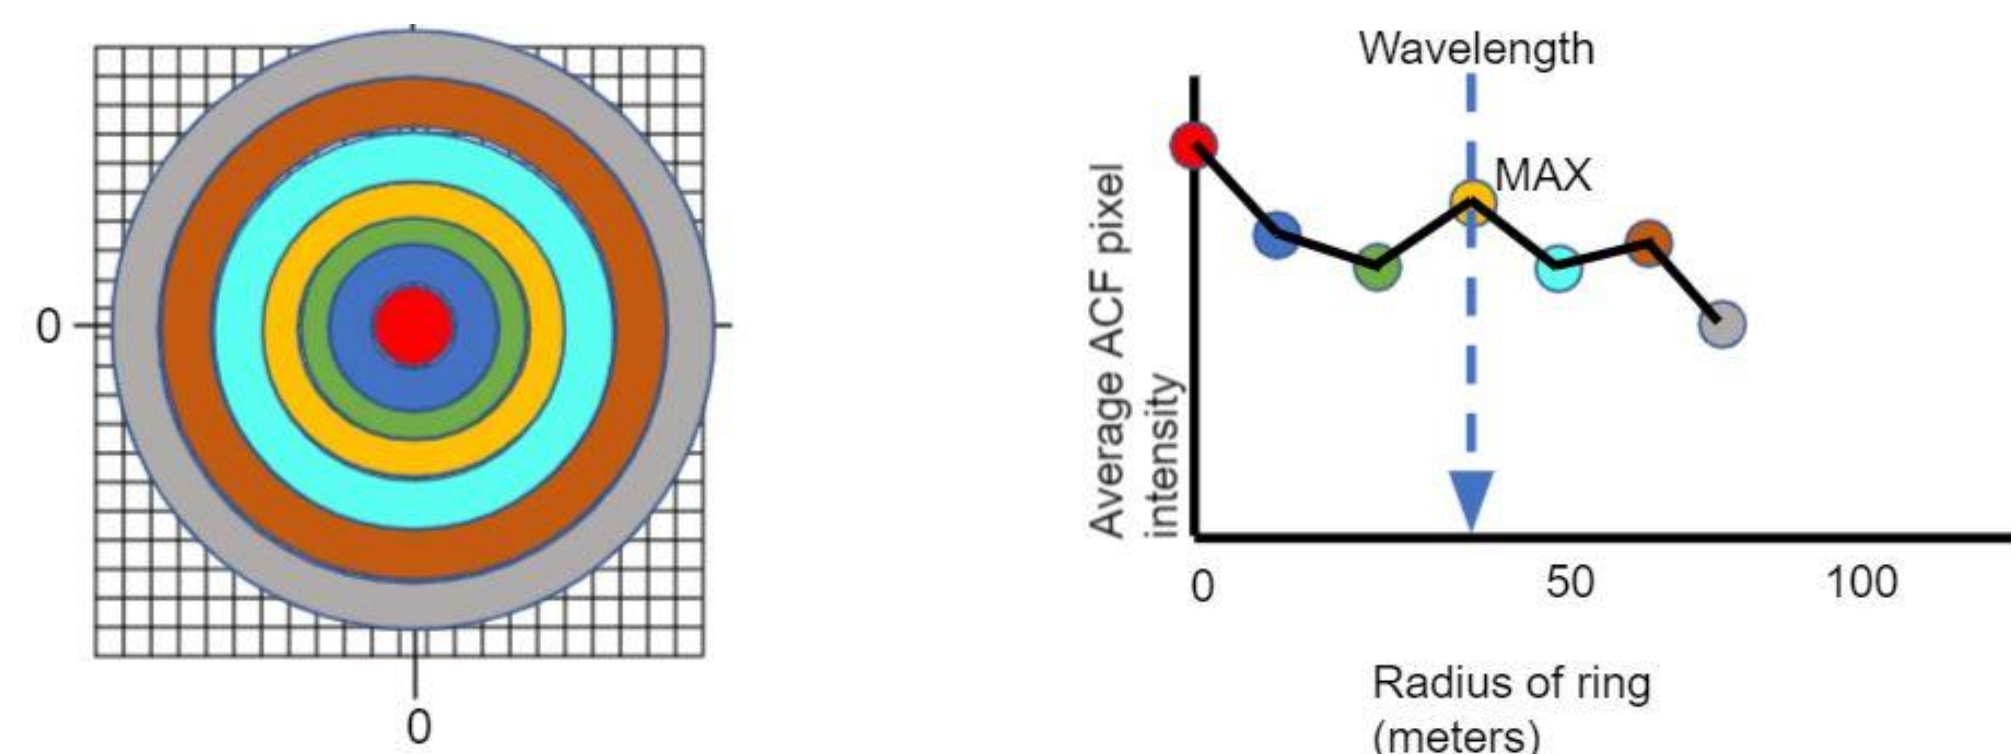 0
0
Wavelength
MAX
Average ACF pixel
intensity
0 50 100
Radius of ring
(meters)